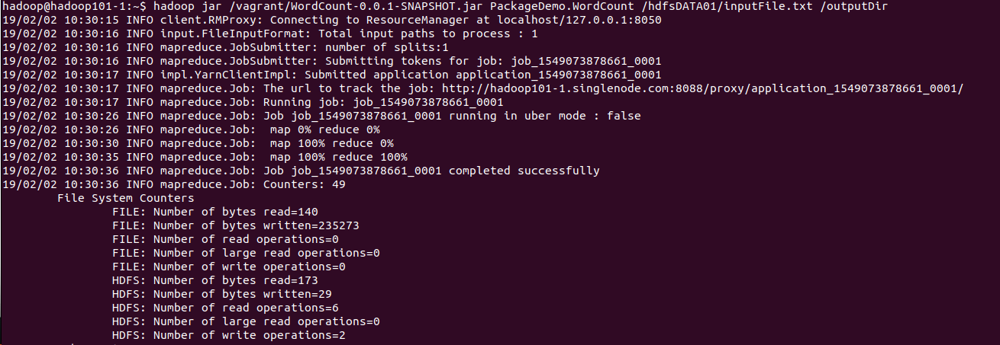 hadoop@hadoop101-1:~$ hadoop jar /vagrant/WordCount-0.0.1-SNAPSHOT.jar PackageDemo.WordCount /hdfsDATA01/inputFile.txt /outputDir
19/02/02 10:30:15 INFO client.RMProxy: Connecting to ResourceManager at localhost/127.0.0.1:8050
19/02/02 10:30:16 INFO input.FileInputFormat: Total input paths to process : 1
19/02/02 10:30:16 INFO mapreduce.JobSubmitter: number of splits:1
19/02/02 10:30:16 INFO mapreduce.JobSubmitter: Submitting tokens for job: job_1549073878661_0001
19/02/02 10:30:17 INFO impl.YarnClientImpl: Submitted application application_1549073878661_0001
19/02/02 10:30:17 INFO mapreduce.Job: The url to track the job: http://hadoop101-1.singlenode.com:8088/proxy/application_1549073878661_0001/
19/02/02 10:30:17 INFO mapreduce.Job: Running job: job_1549073878661_0001
19/02/02 10:30:26 INFO mapreduce.Job: Job job_1549073878661_0001 running in uber mode : false
19/02/02 10:30:26 INFO mapreduce.Job:  map 0% reduce 0%
19/02/02 10:30:30 INFO mapreduce.Job:  map 100% reduce 0%
19/02/02 10:30:35 INFO mapreduce.Job:  map 100% reduce 100%
19/02/02 10:30:36 INFO mapreduce.Job: Job job_1549073878661_0001 completed successfully
19/02/02 10:30:36 INFO mapreduce.Job: Counters: 49
File System Counters
FILE: Number of bytes read=140
FILE: Number of bytes written=235273
FILE: Number of read operations=0
FILE: Number of large read operations=0
FILE: Number of write operations=0
HDFS: Number of bytes read=173
HDFS: Number of bytes written=29
HDFS: Number of read operations=6
HDFS: Number of large read operations=0
HDFS: Number of write operations=2